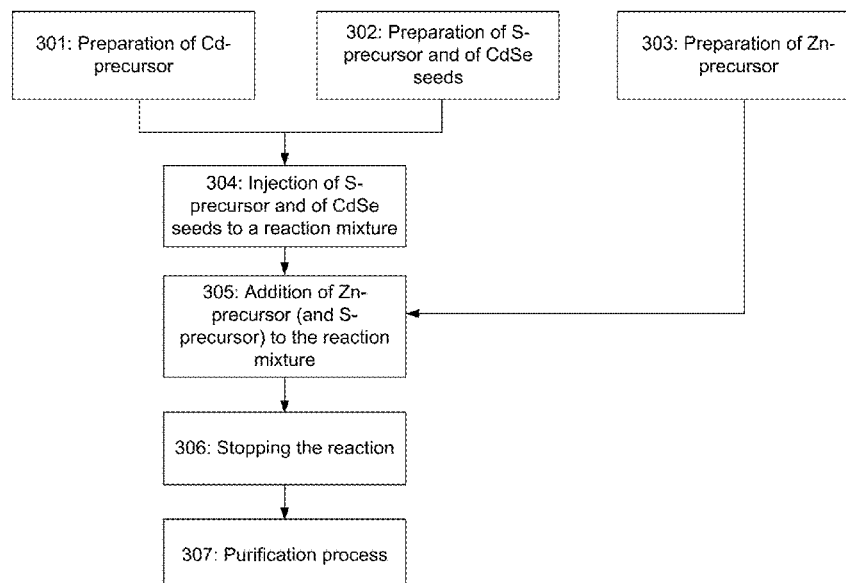 301: Preparation of Cd-
precursor
302: Preparation of S-
precursor and of CdSe
seeds
303: Preparation of Zn-
precursor
304: Injection of S-
precursor and of CdSe
seeds to a reaction mixture
305: Addition of Zn-
precursor (and S-
precursor) to the reaction
mixture
306: Stopping the reaction
307: Purification process